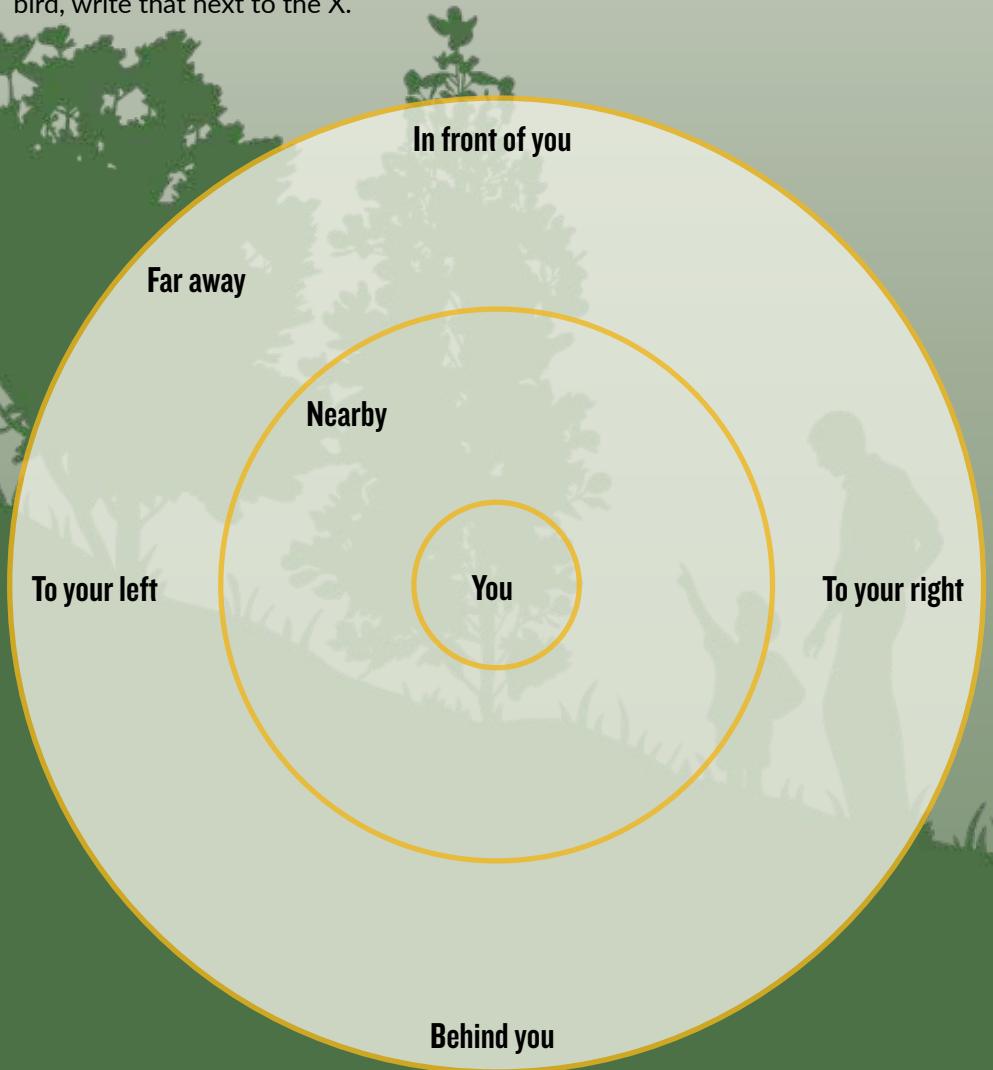 bird, write that next to the X.
In front of you
Far away
Nearby
To your left
You
To your right
Behind you